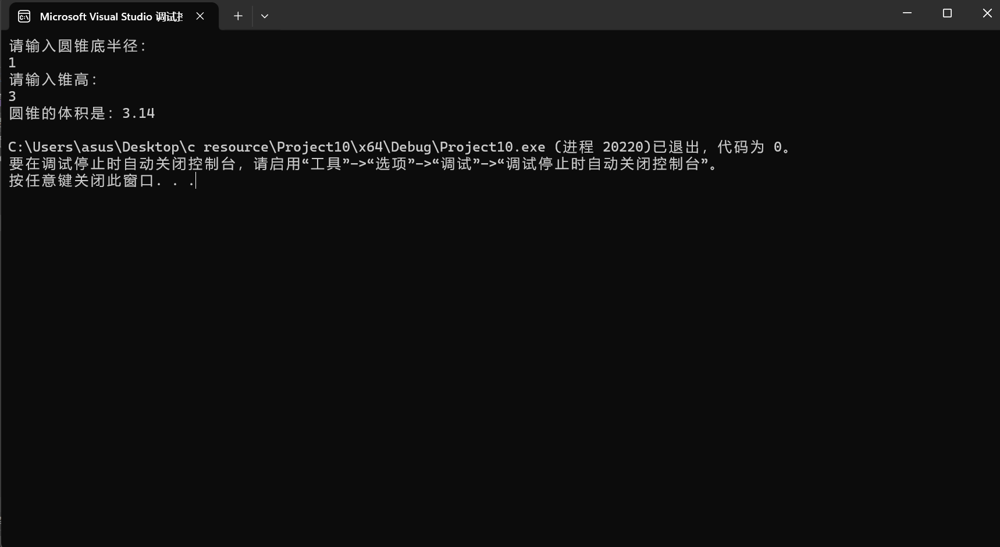 Microsoft Visual Studio 调试
请输入圆锥底半径:
1
请输入锥高:
3
圆锥的体积是: 3.14
C:\Users\asus\Desktop\c resource\Project10\x64\Debug\Project10.exe (进程 20220)已退出，代码为 0。
要在调试停止时自动关闭控制台，请启用“工具”->“选项”->“调试”->“调试停止时自动关闭控制台”。
按任意键关闭此窗口. . .